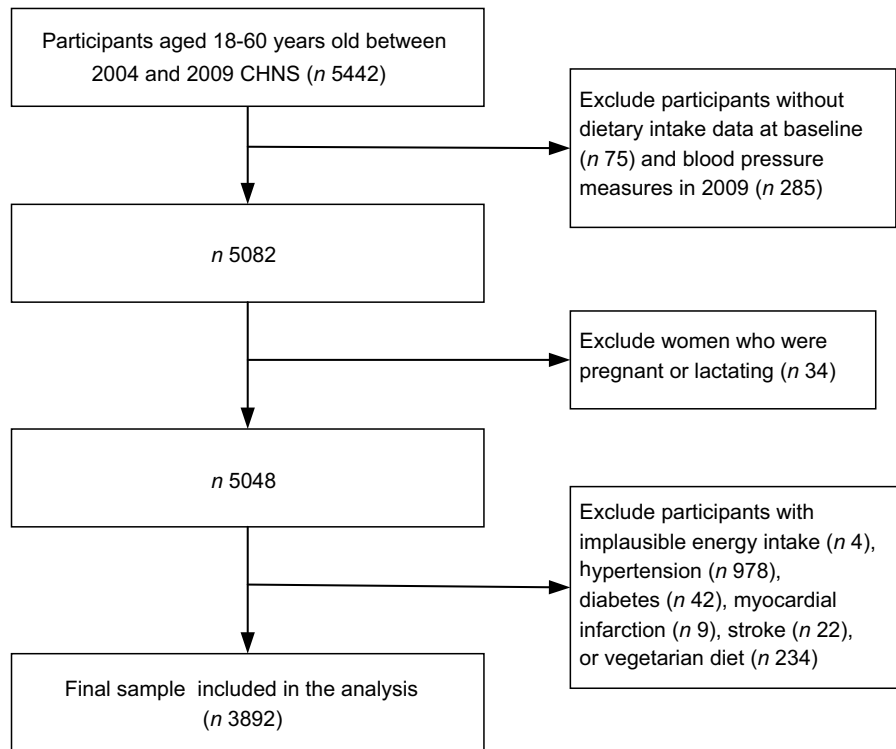 Participants aged 18-60 years old between
2004 and 2009 CHNS (n 5442)
Exclude participants without
dietary intake data at baseline
(n 75) and blood pressure
measures in 2009 (n 285)
n 5082
Exclude women who were
pregnant or lactating (n 34)
n 5048
Exclude participants with
implausible energy intake (n 4),
hypertension (n 978),
diabetes (n 42), myocardial
infarction (n 9), stroke (n 22),
or vegetarian diet (n 234)
Final sample included in the analysis
(n 3892)